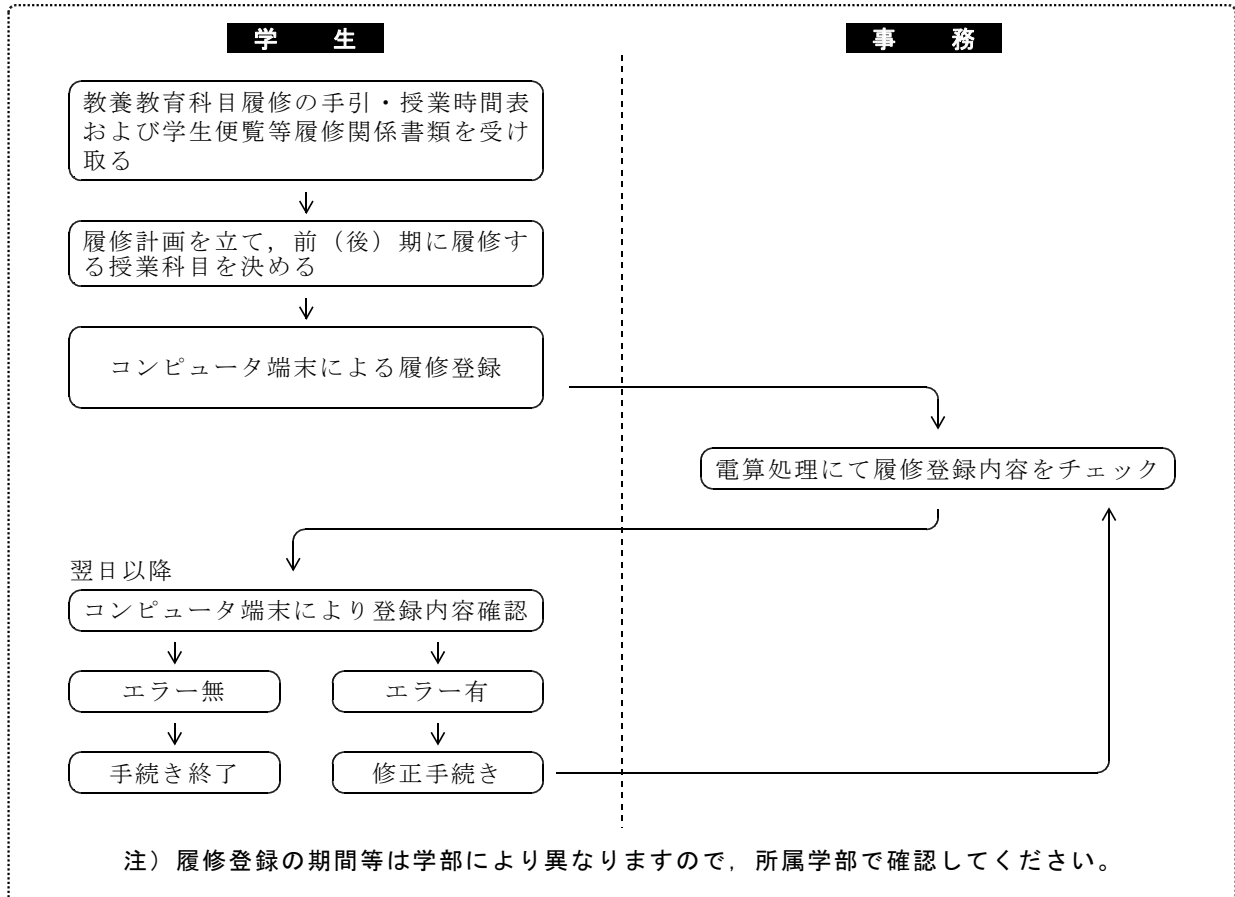 学　生
事　務
教養教育科目履修の手引・授業時間表
および学生便覧等履修関係書類を受け
取る
履修計画を立て，前（後）期に履修す
る授業科目を決める
コンピュータ端末による履修登録
電算処理にて履修登録内容をチェック
翌日以降
コンピュータ端末により登録内容確認
エラー無
エラー有
手続き終了
修正手続き
注）履修登録の期間等は学部により異なりますので，所属学部で確認してください。